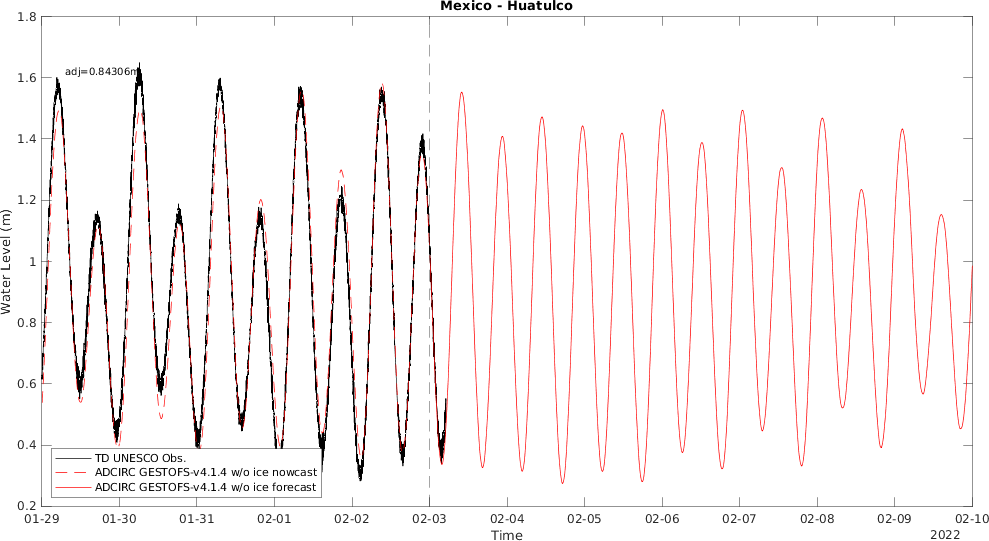 Mexico - Huatulco
1.8
1.6
1.4
1.2
1
0.8
0.6
0.4
0.2
Water Level (m)
adj=0.84306m
TD UNESCO Obs.
ADCIRC GESTOFS-v4.1.4 w/o ice nowcast
ADCIRC GESTOFS-v4.1.4 w/o ice forecast
01-29 01-30 01-31 02-01 02-02 02-03 02-04 02-05 02-06 02-07 02-08 02-09 02-10
Time
2022